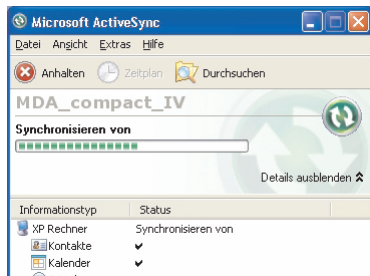 Microsoft ActiveSync
Datei Ansicht Extras Hilfe
Anhalten Zeitplan Durchsuchen
MDA_compact_IV
Synchronisieren von
Details ausblenden
Informationstyp Status
XP Rechner Synchronisieren von
Kontakte
Kalender